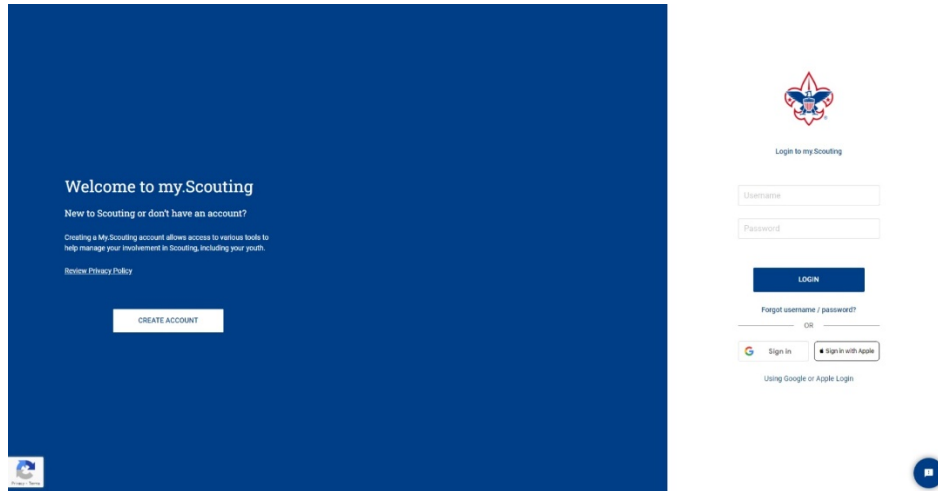 Welcome to my.Scouting
New to Scouting or don't have an account?
Creating a My.Scouting account allows access to various tools to
help manage your involvement in Scouting, including your youth.
Review Privacy Policy
CREATE ACCOUNT
Privacy - Terms
Login to my.Scouting
Username
Password
LOGIN
Forgot username / password?
OR
Sign in
Sign in with Apple
Using Google or Apple Login